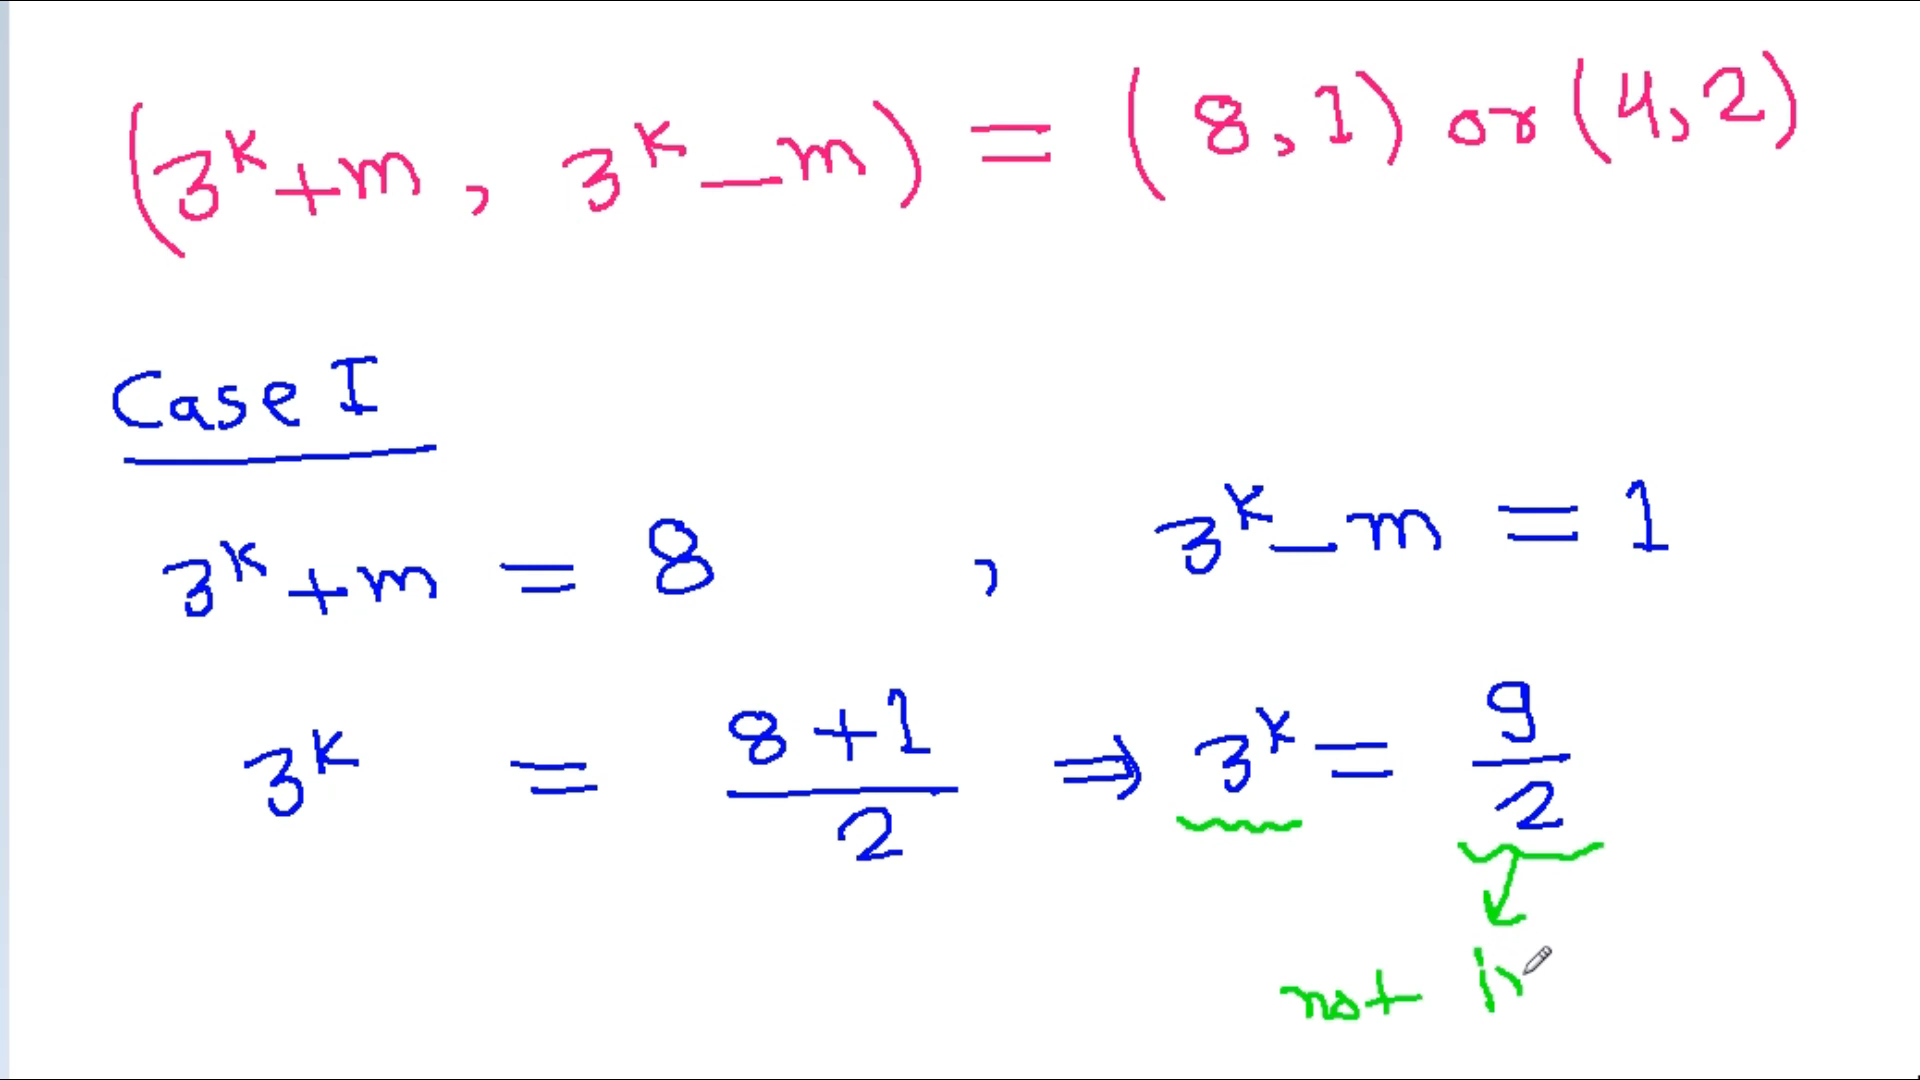 (3^k+m, 3^k-m) = (8,1) or (4,2)
Case I
3^k+m = 8 , 3^k-m = 1
3^k = (8+1)/2 ⇒ 3^k = 9/2
not in